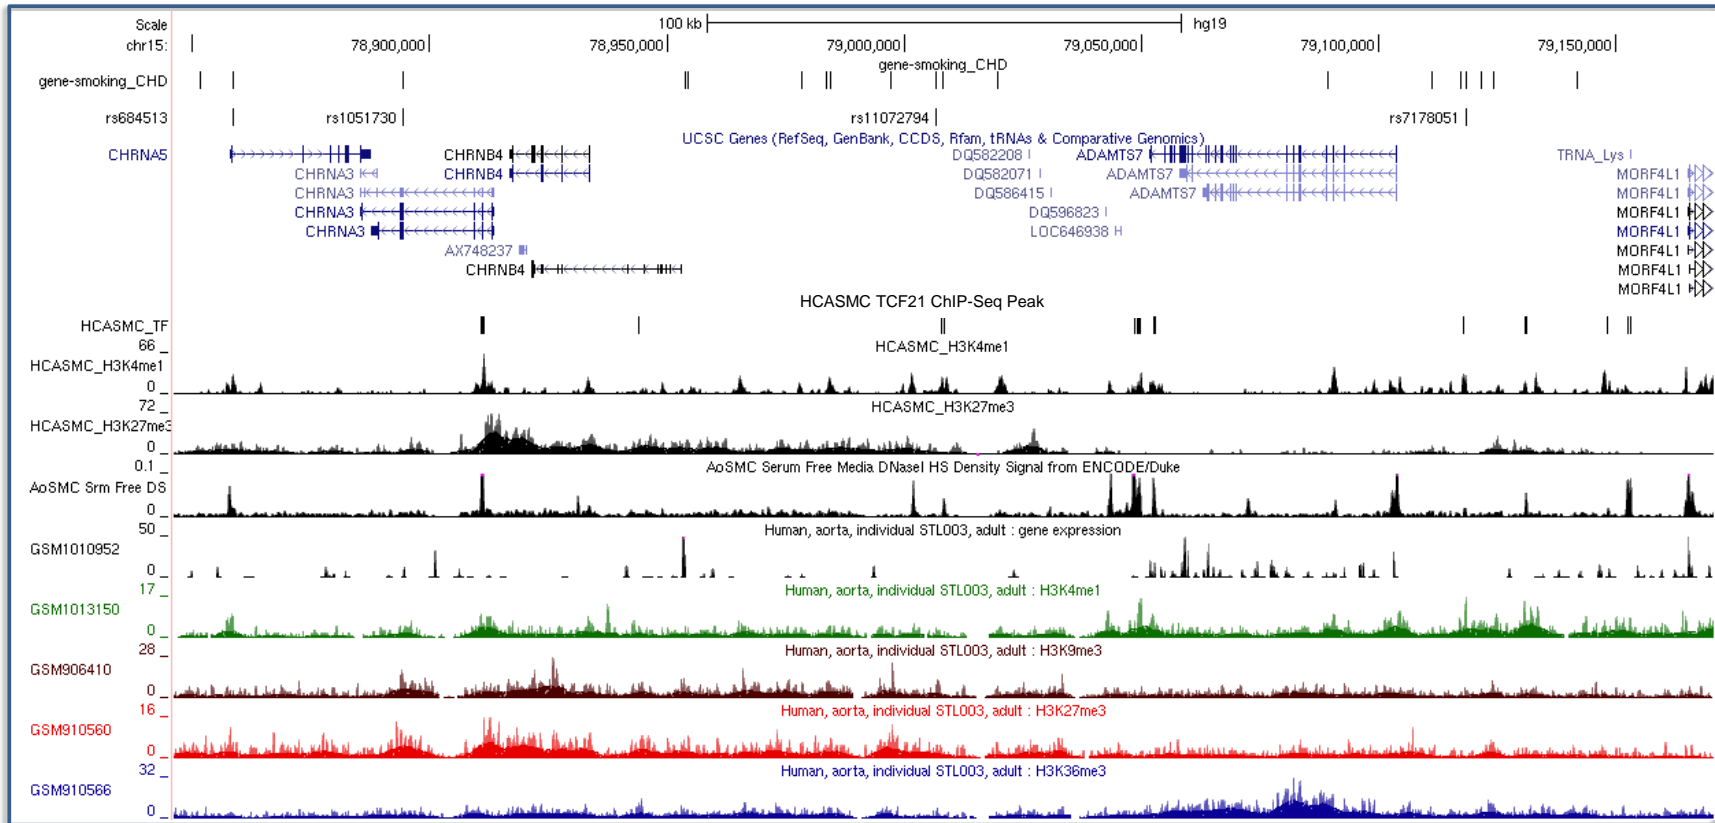 Scale 100 kb hg19
chr15: 78,900,000 78,950,000 79,000,000 79,050,000 79,100,000 79,150,000
gene-smoking_CHD
gene-smoking_CHD
rs684513 rs1051730 rs11072794 rs7178051
UCSC Genes (RefSeq, GenBank, CCDS, Rfam, tRNAs & Comparative Genomics)
CHRNA5 CHRNB4 DQ582208 ADAMTS7 TRNA_Lys
CHRNA3 CHRNB4 DQ582071 ADAMTS7 MORF4L1
CHRNA3 DQ586415 ADAMTS7 MORF4L1
CHRNA3 DQ596823 MORF4L1
CHRNA3 LOC646938 MORF4L1
AX748237 MORF4L1
CHRNB4 MORF4L1
MORF4L1
HCASMC TCF21 ChIP-Seq Peak
HCASMC_TF
66 _ HCASMC_H3K4me1
HCASMC_H3K4me1
0 _
72 _ HCASMC_H3K27me3
HCASMC_H3K27me3
0 _
0.1 _ AoSMC Serum Free Media DNaseI HS Density Signal from ENCODE/Duke
AoSMC Srm Free DS
0 _
50 _ Human, aorta, individual STL003, adult : gene expression
GSM1010952
0 _
17 _ Human, aorta, individual STL003, adult : H3K4me1
GSM1013150
0 _
28 _ Human, aorta, individual STL003, adult : H3K9me3
GSM906410
0 _
16 _ Human, aorta, individual STL003, adult : H3K27me3
GSM910560
0 _
32 _ Human, aorta, individual STL003, adult : H3K36me3
GSM910566
0 _